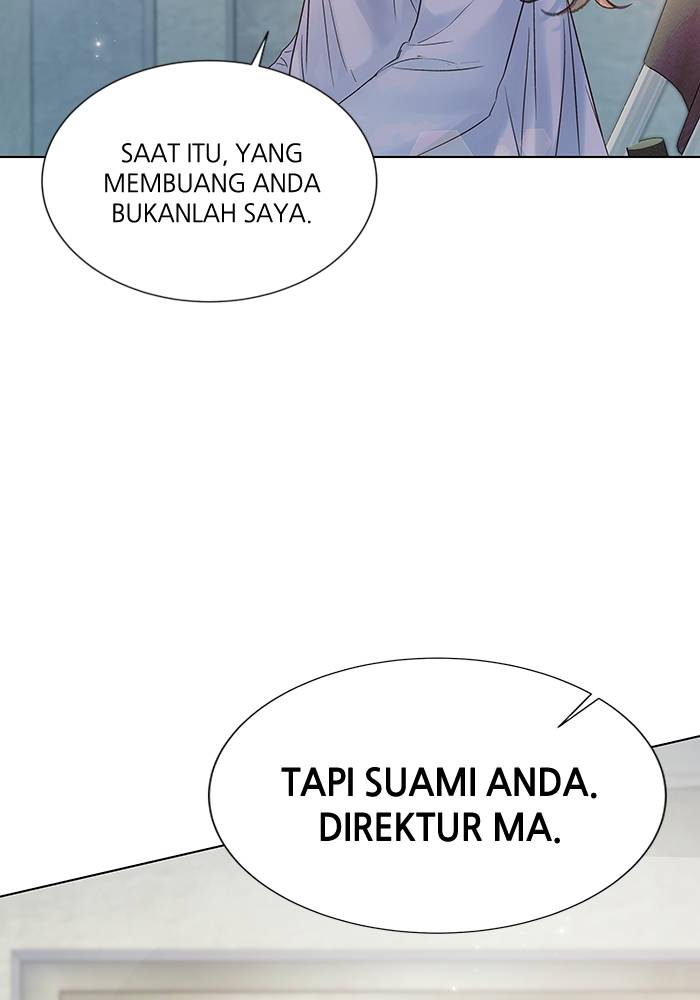 SAAT ITU, YANG
MEMBUANG ANDA
BUKANLAH SAYA.
TAPI SUAMI ANDA.
DIREKTUR MA.